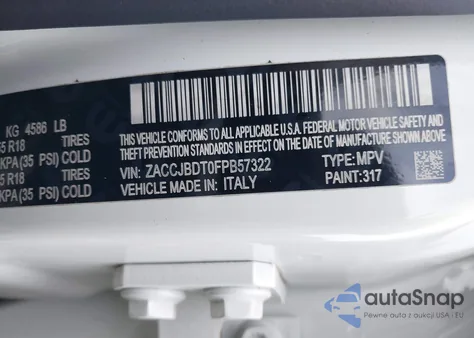 KG 4586 LB
5 R18 TIRES
KPA(35 PSI) COLD
5 R18 TIRES
KPA(35 PSI) COLD
THIS VEHICLE CONFORMS TO ALL APPLICABLE U.S.A. FEDERAL MOTOR VEHICLE SAFETY AND
THEFT PREVENTION STANDARDS IN EFFECT ON THE DATE OF MANUFACTURE SHOWN ABOVE.
VIN: ZACCJBDT0FPB57322 TYPE: MPV
VEHICLE MADE IN: ITALY PAINT: 317
autoSnap
Pewne auto z aukcji USA i EU